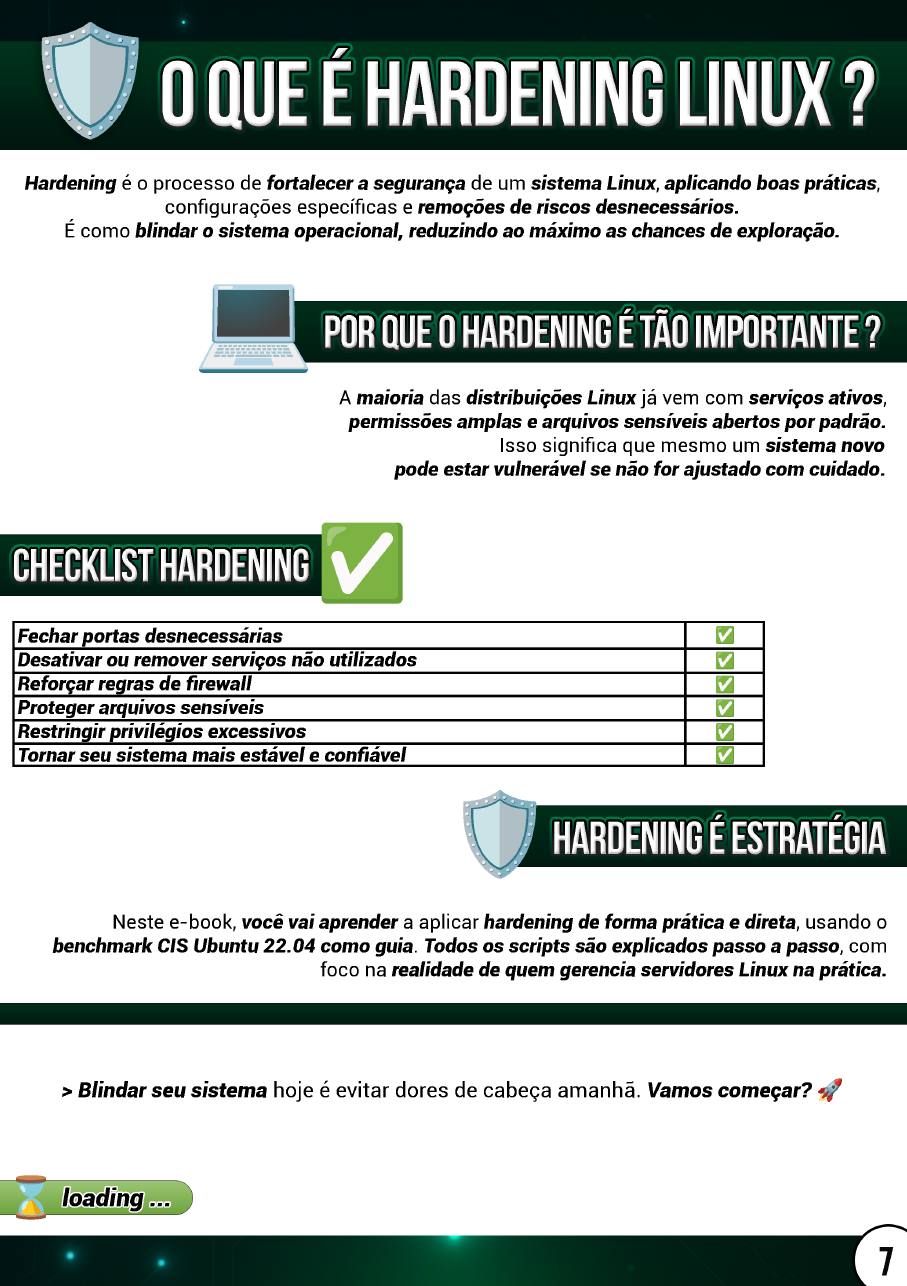 O QUE É HARDENING LINUX ?
Hardening é o processo de fortalecer a segurança de um sistema Linux, aplicando boas práticas,
configurações específicas e remoções de riscos desnecessários.
É como blindar o sistema operacional, reduzindo ao máximo as chances de exploração.
POR QUE O HARDENING É TÃO IMPORTANTE ?
A maioria das distribuições Linux já vem com serviços ativos,
permissões amplas e arquivos sensíveis abertos por padrão.
Isso significa que mesmo um sistema novo
pode estar vulnerável se não for ajustado com cuidado.
CHECKLIST HARDENING ✅
Fechar portas desnecessárias ✅
Desativar ou remover serviços não utilizados ✅
Reforçar regras de firewall ✅
Proteger arquivos sensíveis ✅
Restringir privilégios excessivos ✅
Tornar seu sistema mais estável e confiável ✅
HARDENING É ESTRATÉGIA
Neste e-book, você vai aprender a aplicar hardening de forma prática e direta, usando o
benchmark CIS Ubuntu 22.04 como guia. Todos os scripts são explicados passo a passo, com
foco na realidade de quem gerencia servidores Linux na prática.
> Blindar seu sistema hoje é evitar dores de cabeça amanhã. Vamos começar? 🚀
loading ...
7